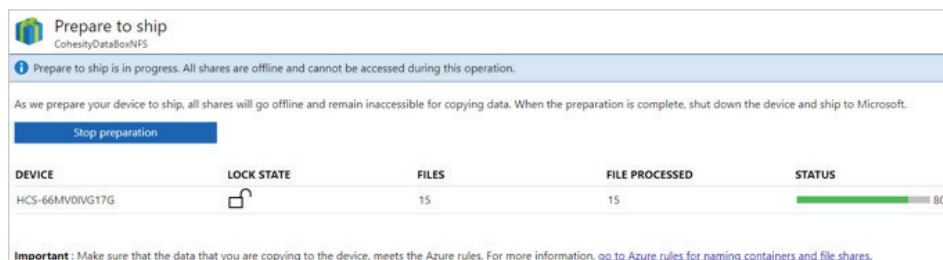 Prepare to ship
CohesityDataBoxNFS
Prepare to ship is in progress. All shares are offline and cannot be accessed during this operation.
As we prepare your device to ship, all shares will go offline and remain inaccessible for copying data. When the preparation is complete, shut down the device and ship to Microsoft.
Stop preparation
DEVICE LOCK STATE FILES FILE PROCESSED STATUS
HCS-66MV0IVG17G 15 15 80
Important : Make sure that the data that you are copying to the device, meets the Azure rules. For more information, go to Azure rules for naming containers and file shares.